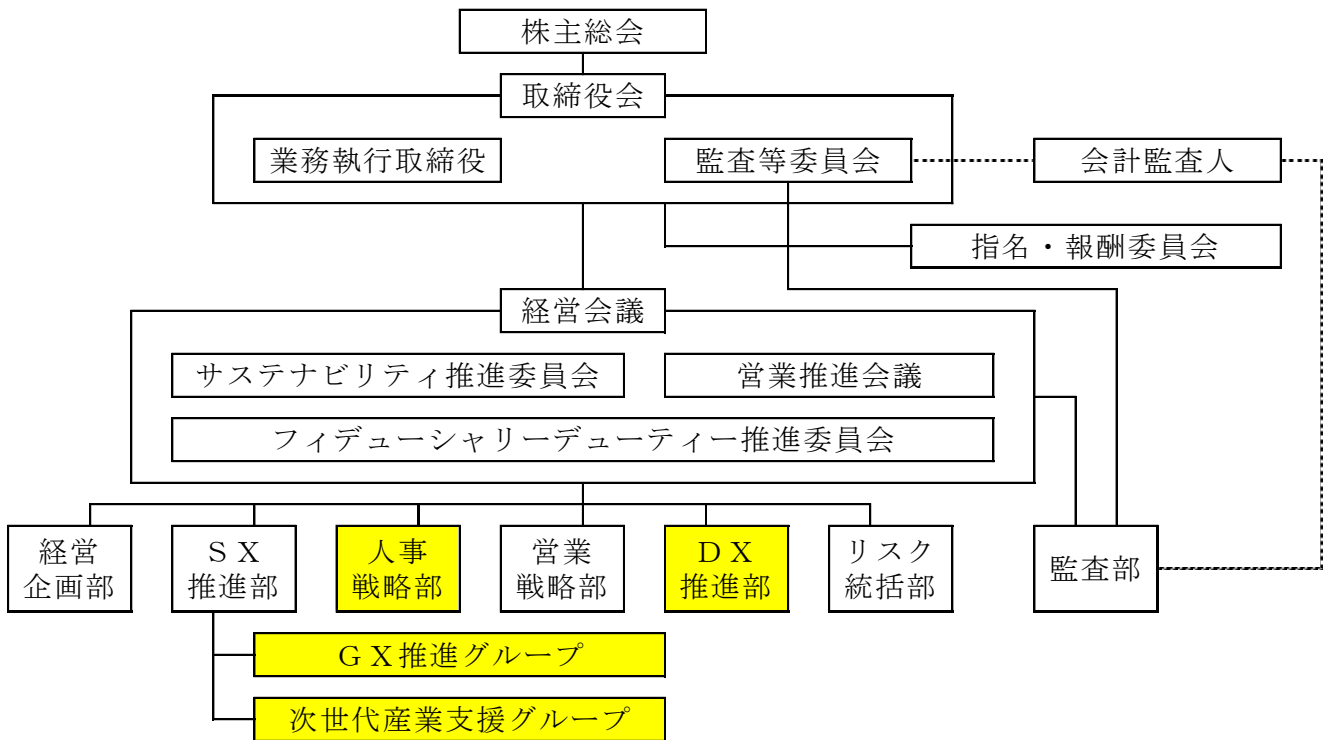 株主総会
取締役会
業務執行取締役
監査等委員会
会計監査人
指名・報酬委員会
経営会議
サステナビリティ推進委員会
営業推進会議
フィデューシャリーデューティー推進委員会
経営
企画部
ＳＸ
推進部
人事
戦略部
営業
戦略部
ＤＸ
推進部
リスク
統括部
監査部
ＧＸ推進グループ
次世代産業支援グループ